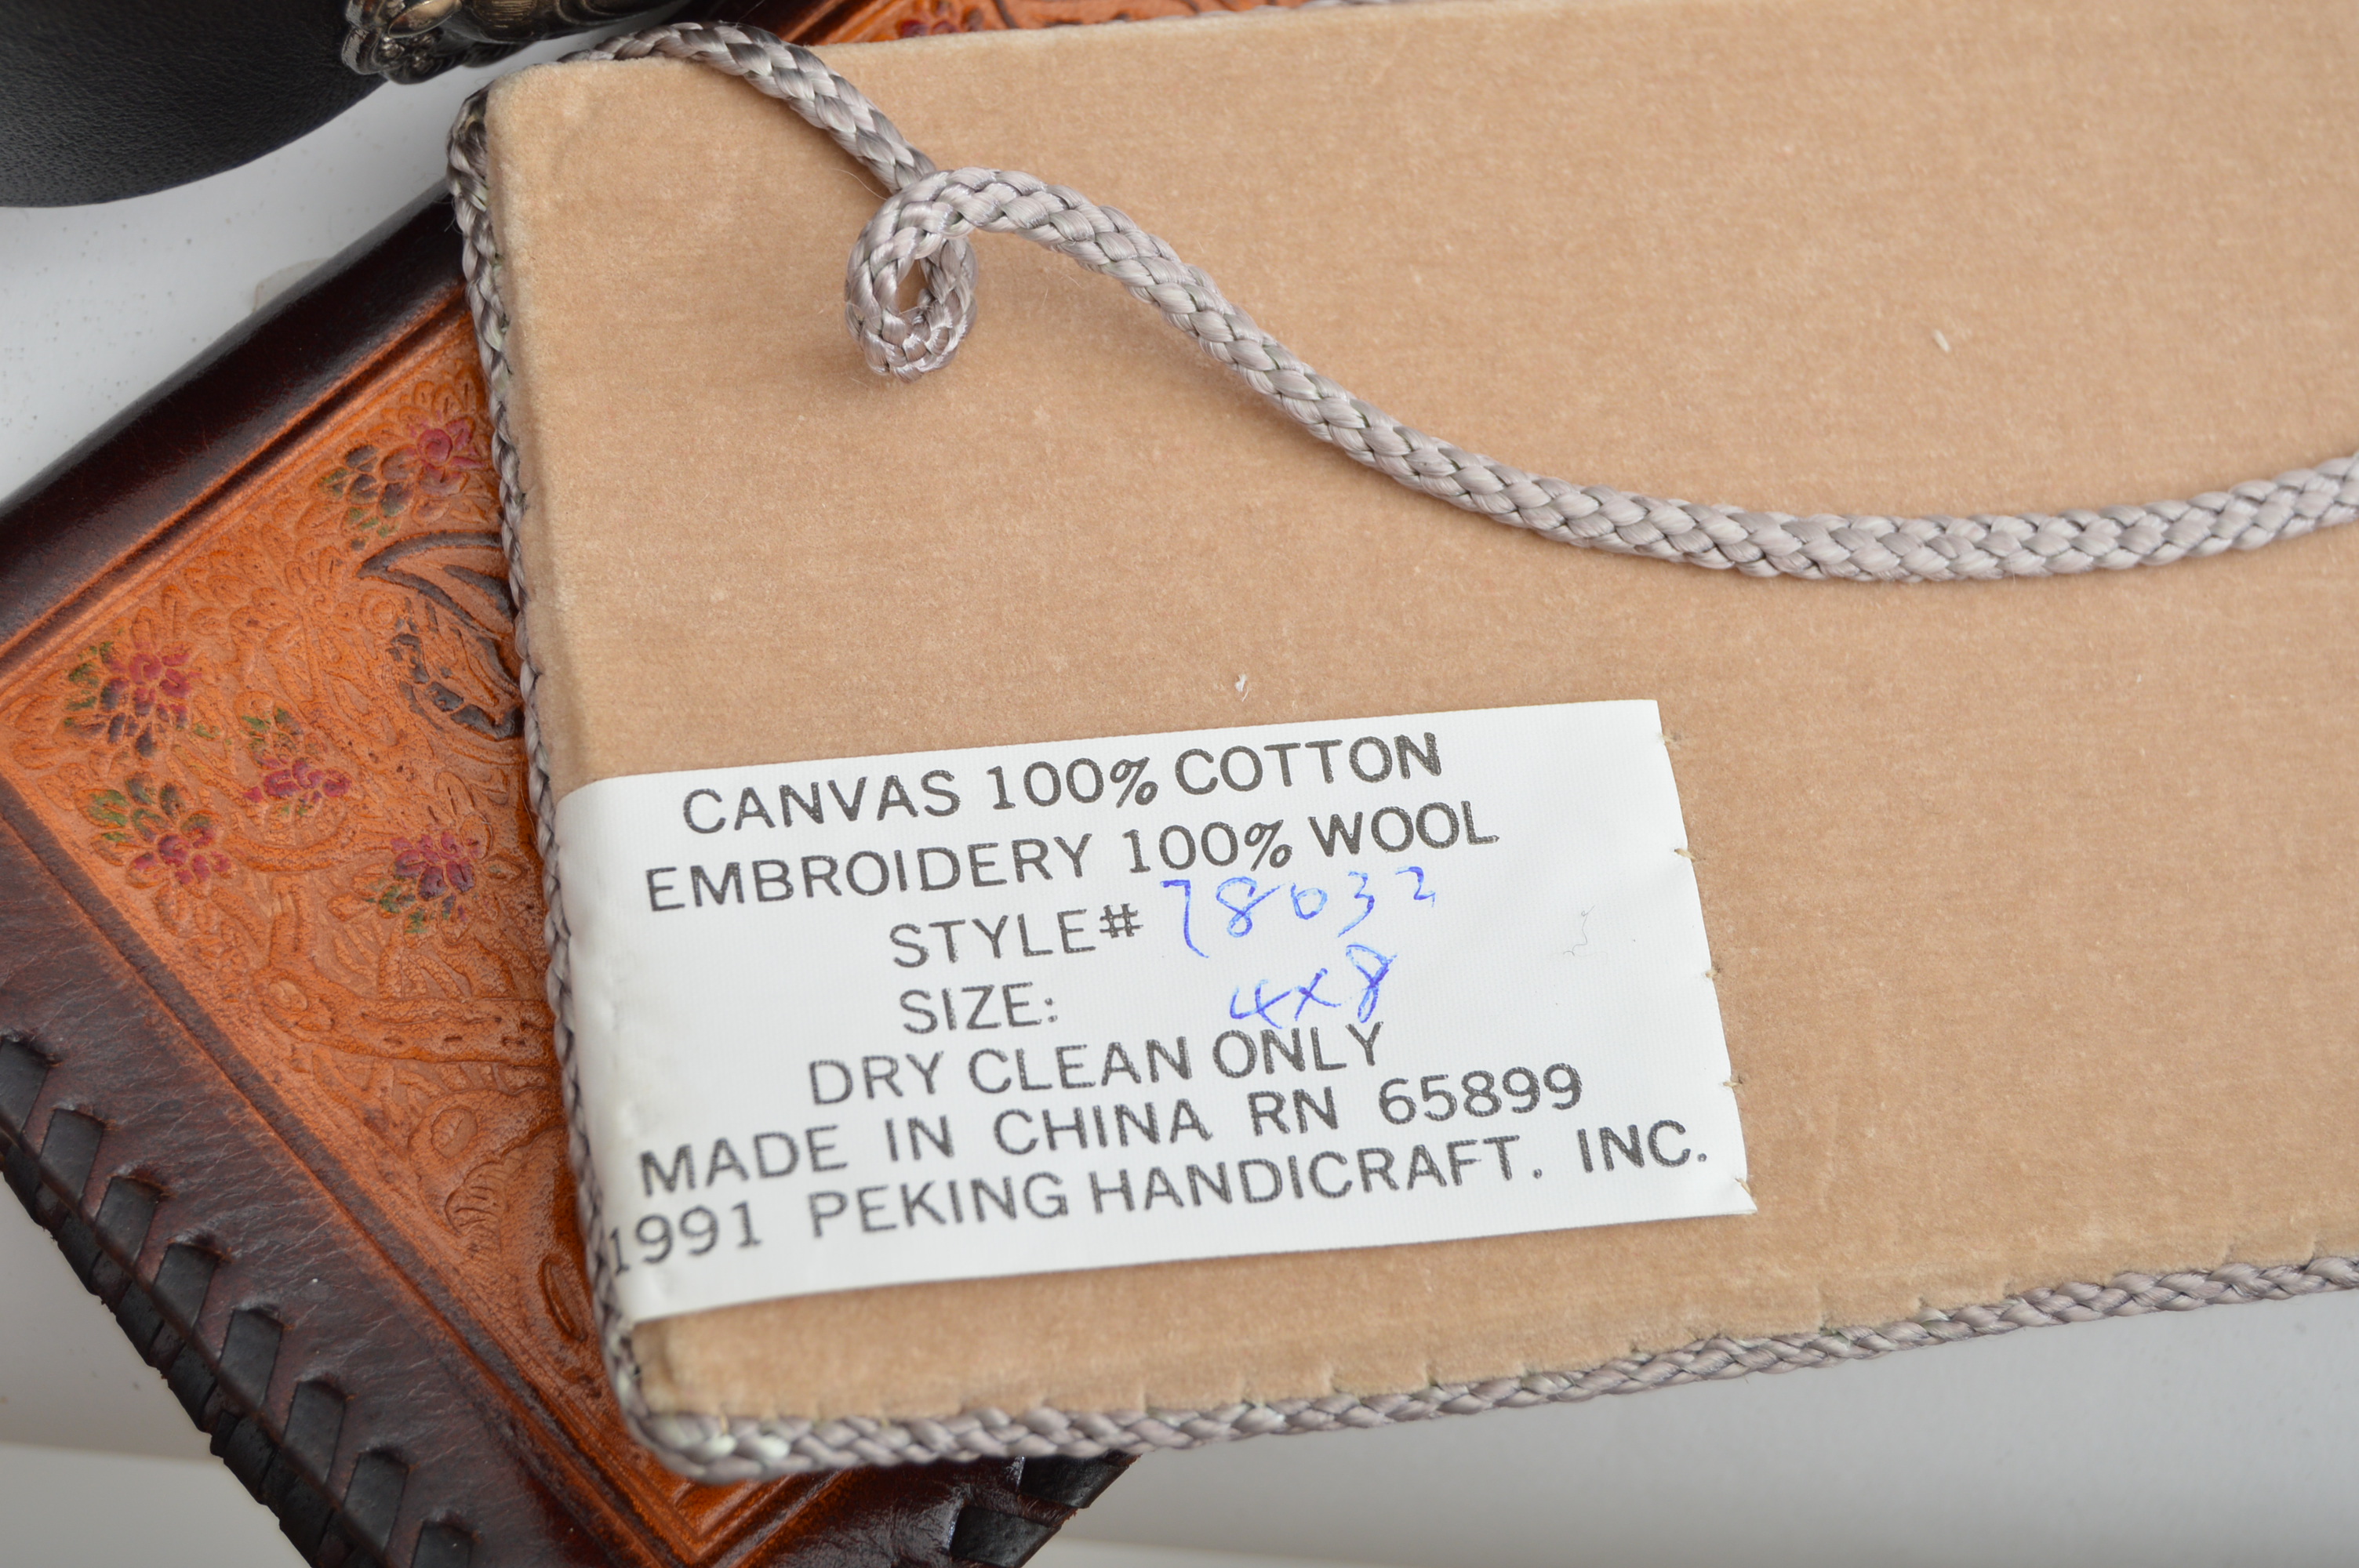 CANVAS 100% COTTON
EMBROIDERY 100% WOOL
STYLE# 78032
SIZE: 4x8
DRY CLEAN ONLY
MADE IN CHINA RN 65899
1991 PEKING HANDICRAFT. INC.